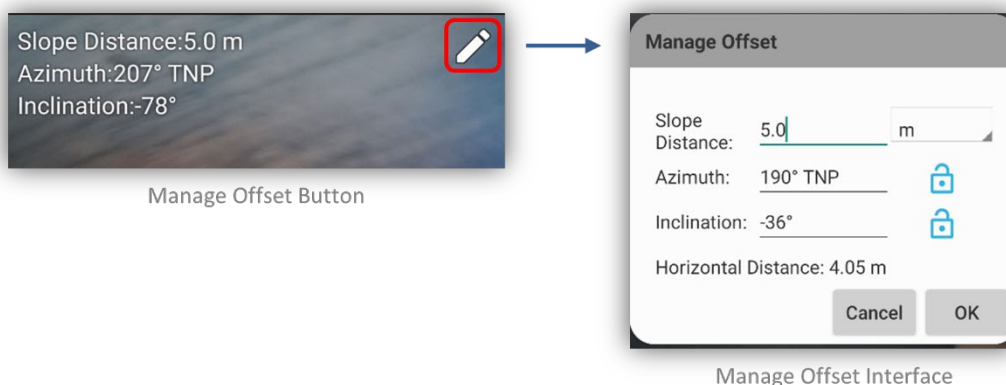 Slope Distance:5.0 m
Azimuth:207° TNP
Inclination:-78°
Manage Offset Button
Manage Offset
Slope
Distance:
5.0
m
Azimuth:
190° TNP
Inclination:
-36°
Horizontal Distance: 4.05 m
Cancel
OK
Manage Offset Interface